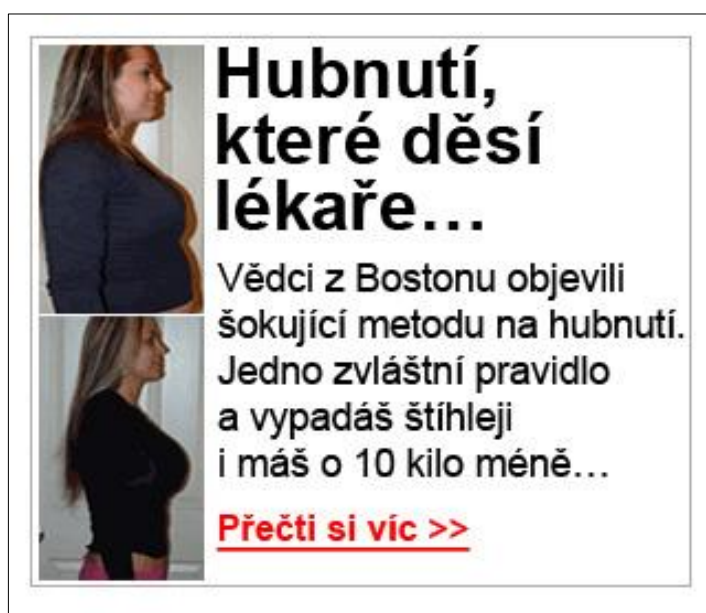 Hubnutí,
které děsí
lékaře...
Vědci z Bostonu objevili
šokující metodu na hubnutí.
Jedno zvláštní pravidlo
a vypadáš štíhleji
i máš o 10 kilo méně...
Přečti si víc >>